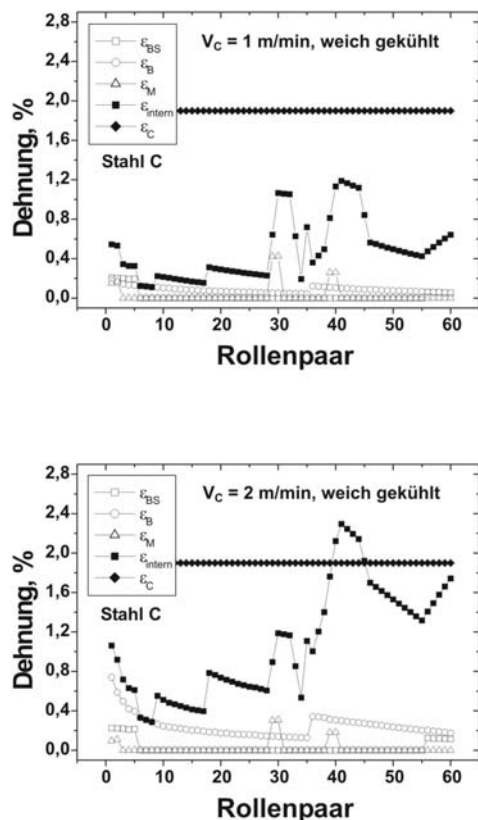 V_C = 1 m/min, weich gekühlt
ε_BS
ε_B
ε_M
ε_intern
ε_C
Stahl C
Dehnung, %
2,8
2,4
2,0
1,6
1,2
0,8
0,4
0,0
0 10 20 30 40 50 60
Rollenpaar
V_C = 2 m/min, weich gekühlt
ε_BS
ε_B
ε_M
ε_intern
ε_C
Stahl C
Dehnung, %
2,8
2,4
2,0
1,6
1,2
0,8
0,4
0,0
0 10 20 30 40 50 60
Rollenpaar